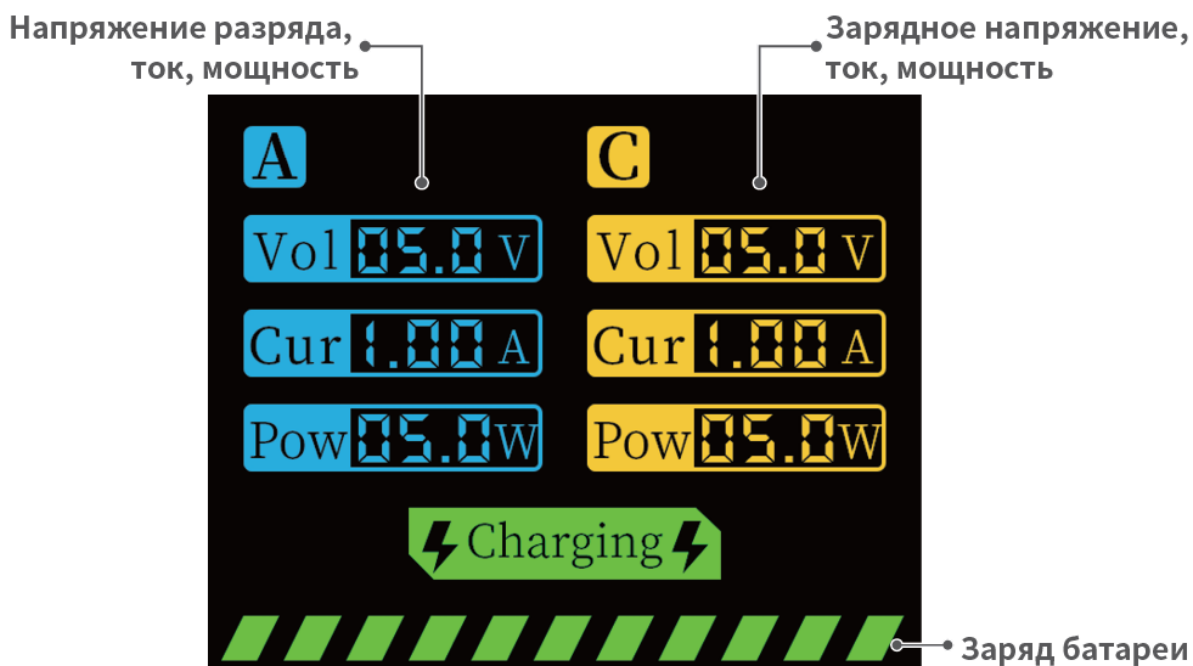 Напряжение разряда,
ток, мощность
Зарядное напряжение,
ток, мощность
A
C
Vol 05.0 V
Vol 05.0 V
Cur 1.00 A
Cur 1.00 A
Pow 05.0 W
Pow 05.0 W
Charging
Заряд батареи